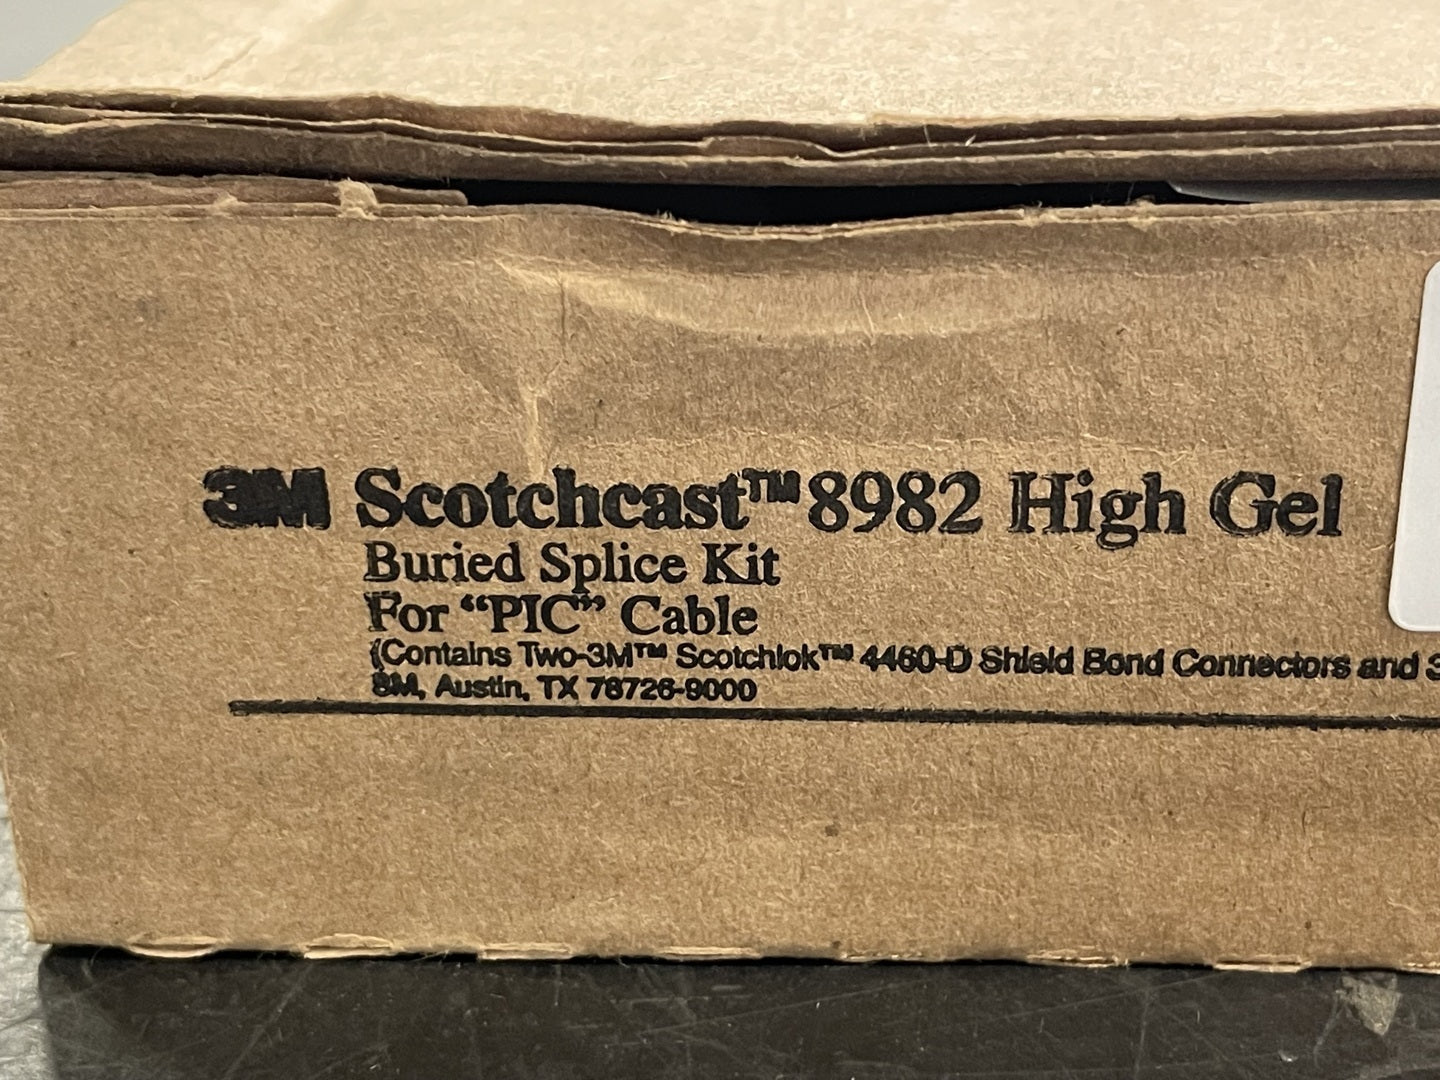 3M Scotchcast™ 8982 High Gel
Buried Splice Kit
For “PIC” Cable
(Contains Two-3M™ Scotchlok™ 4460-D Shield Bond Connectors and
3M, Austin, TX 78726-9000